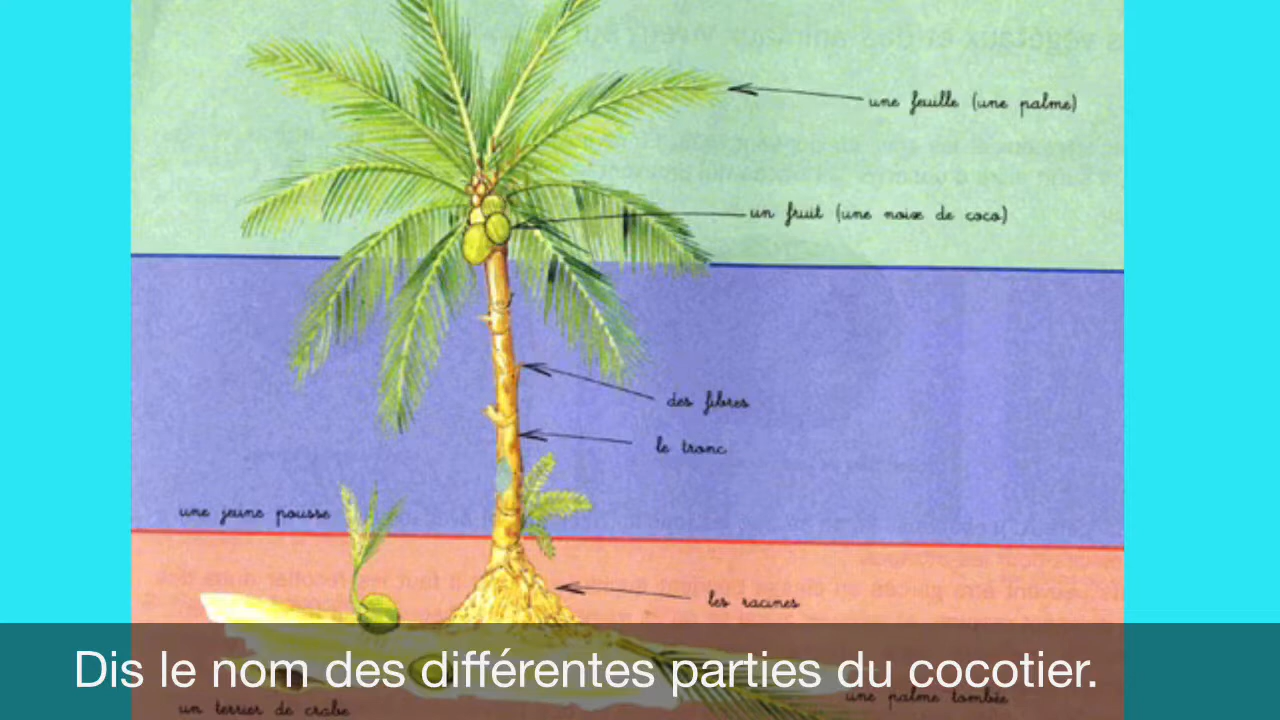 une feuille (une palme)
un fruit (une noix de coco)
des fibres
le tronc
une jeune pousse
les racines
Dis le nom des différentes parties du cocotier.
une palme tombée
un terrier de crabe